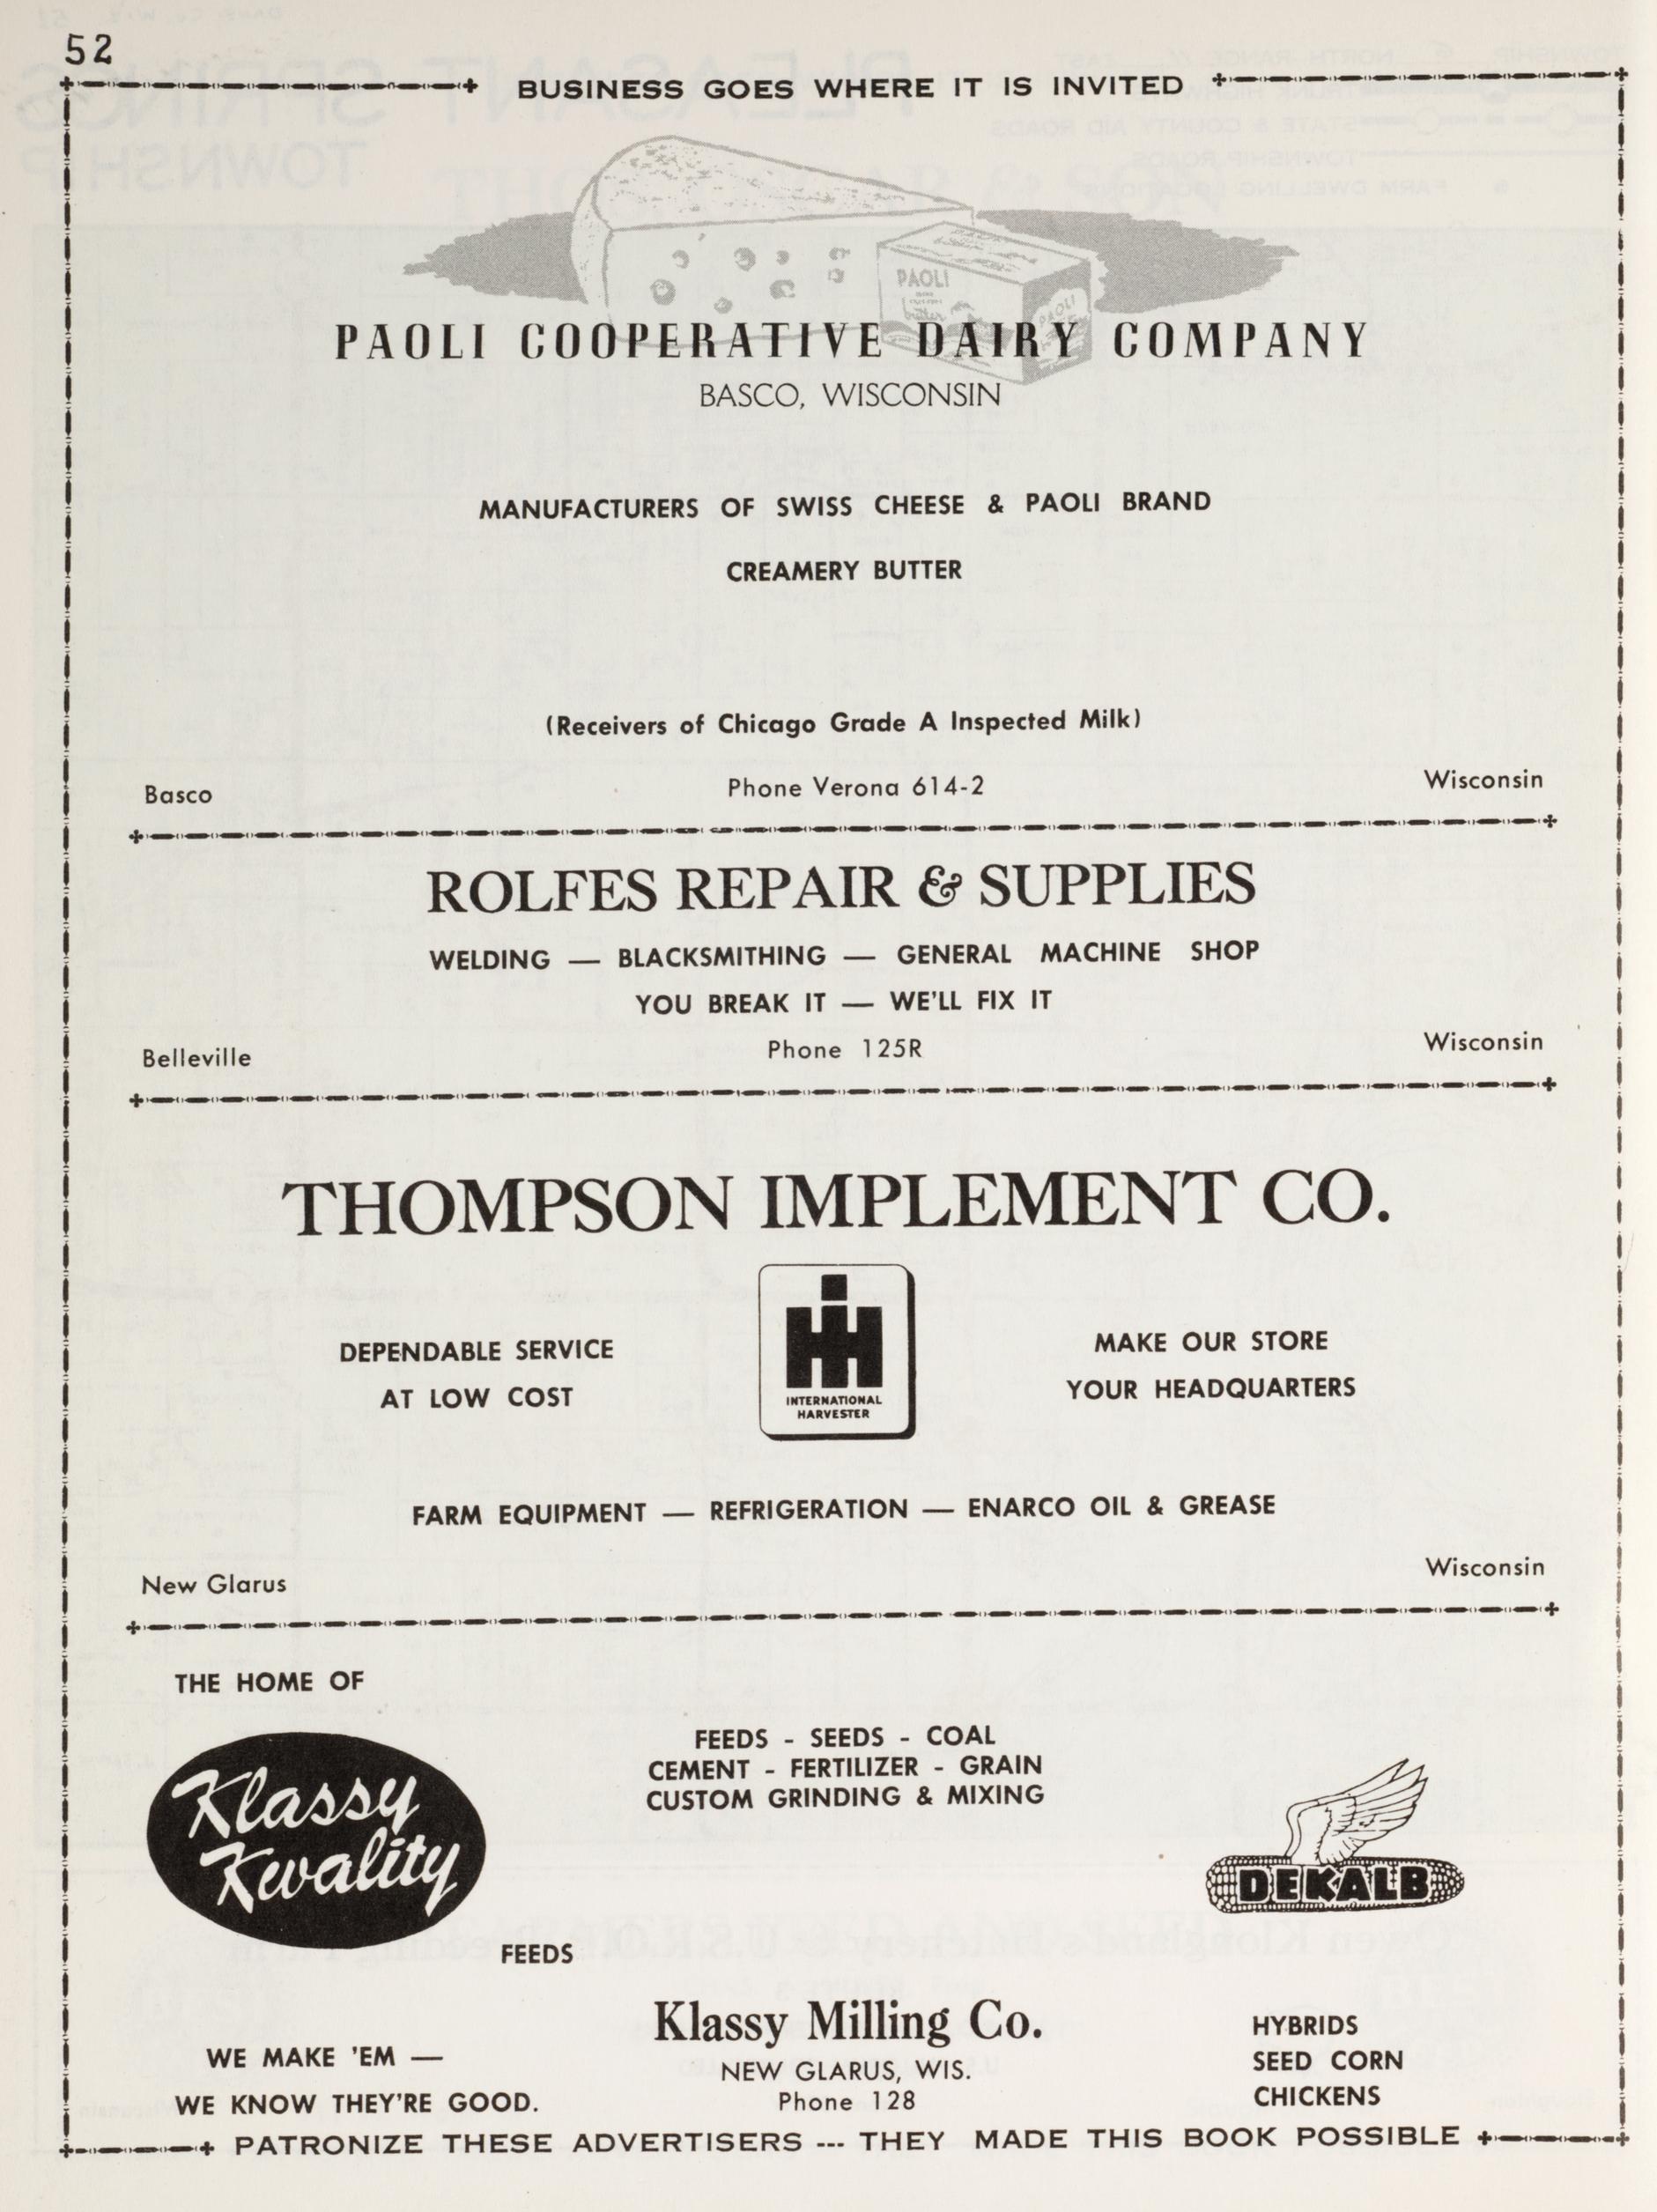 52
BUSINESS GOES WHERE IT IS INVITED
PAOLI
PAOLI
PAOLI COOPERATIVE DAIRY COMPANY
BASCO, WISCONSIN
MANUFACTURERS OF SWISS CHEESE & PAOLI BRAND
CREAMERY BUTTER
(Receivers of Chicago Grade A Inspected Milk)
Basco Phone Verona 614-2 Wisconsin
ROLFES REPAIR & SUPPLIES
WELDING — BLACKSMITHING — GENERAL MACHINE SHOP
YOU BREAK IT — WE'LL FIX IT
Belleville Phone 125R Wisconsin
THOMPSON IMPLEMENT CO.
DEPENDABLE SERVICE
AT LOW COST
IH
INTERNATIONAL
HARVESTER
MAKE OUR STORE
YOUR HEADQUARTERS
FARM EQUIPMENT — REFRIGERATION — ENARCO OIL & GREASE
New Glarus Wisconsin
THE HOME OF
Klassy
Kwality
FEEDS
FEEDS - SEEDS - COAL
CEMENT - FERTILIZER - GRAIN
CUSTOM GRINDING & MIXING
DEKALB
WE MAKE 'EM —
WE KNOW THEY'RE GOOD.
Klassy Milling Co.
NEW GLARUS, WIS.
Phone 128
HYBRIDS
SEED CORN
CHICKENS
PATRONIZE THESE ADVERTISERS --- THEY MADE THIS BOOK POSSIBLE